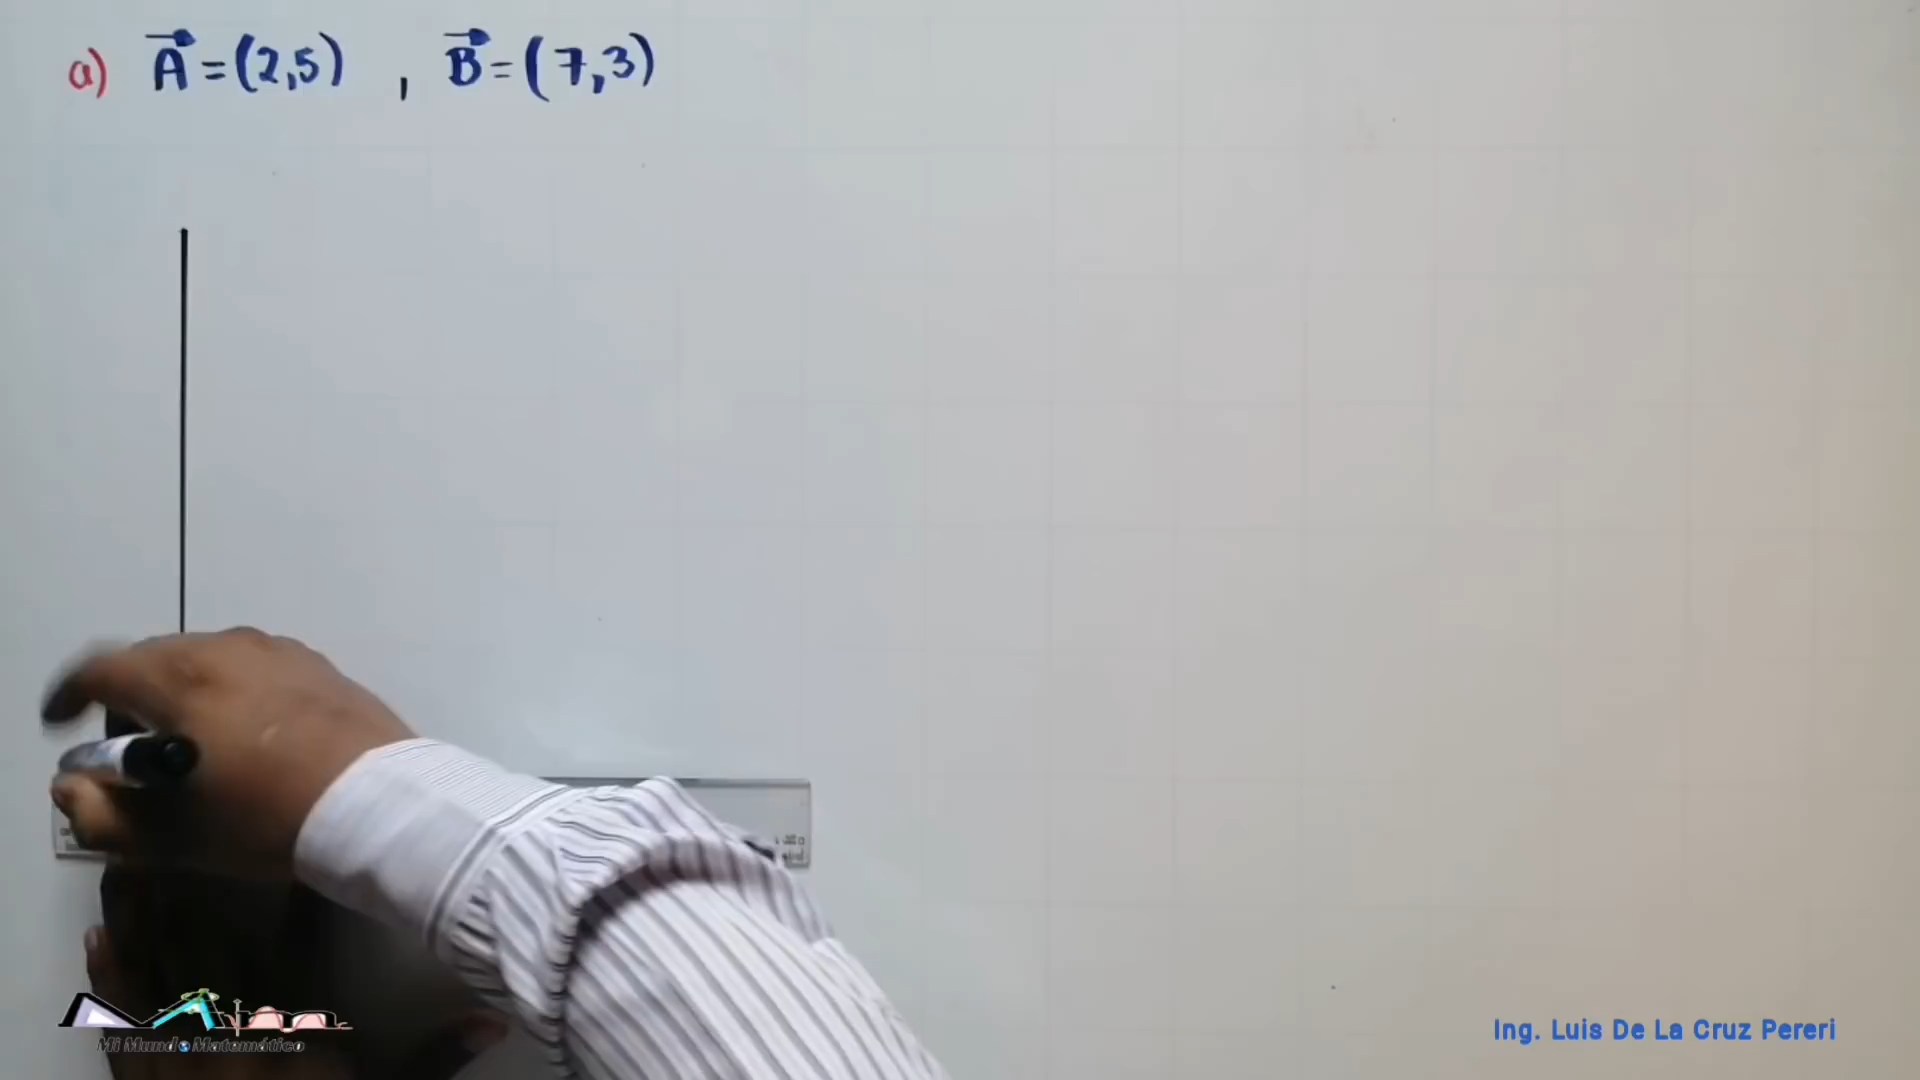 a) A⃗ = (2,5) , B⃗ = (7,3)
Mi Mundo Matemático
Ing. Luis De La Cruz Pereri